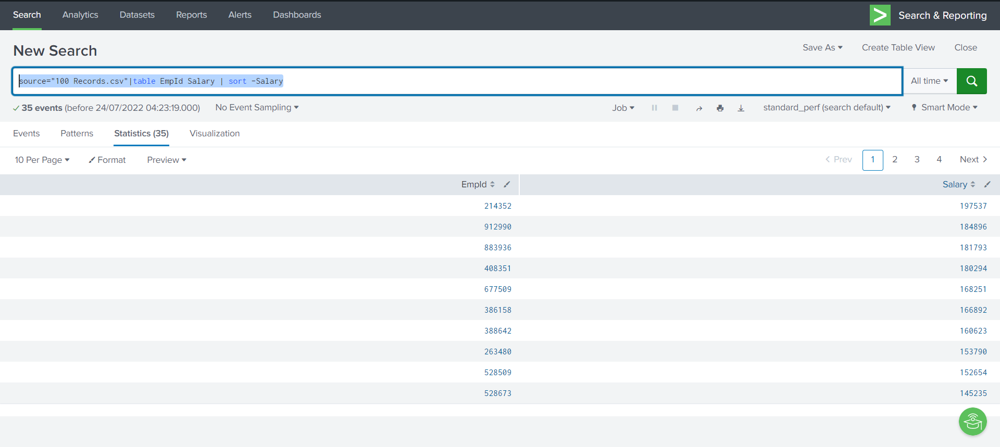 Search Analytics Datasets Reports Alerts Dashboards Search & Reporting
New Search Save As Create Table View Close
source="100 Records.csv"|table EmpId Salary | sort -Salary All time
35 events (before 24/07/2022 04:23:19.000) No Event Sampling Job standard_perf (search default) Smart Mode
Events Patterns Statistics (35) Visualization
10 Per Page Format Preview < Prev 1 2 3 4 Next >
EmpId Salary
214352 197537
912990 184896
883936 181793
408351 180294
677509 168251
386158 166892
388642 160623
263480 153790
528509 152654
528673 145235